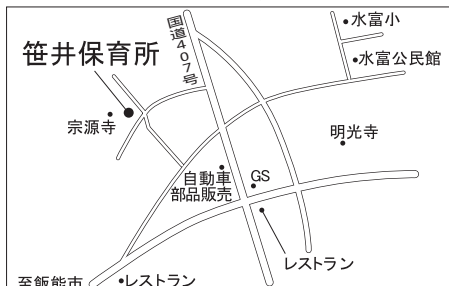 国道407号
水富小
水富公民館
笹井保育所
宗源寺
明光寺
自動車
部品販売
GS
レストラン
至飯能市
レストラン